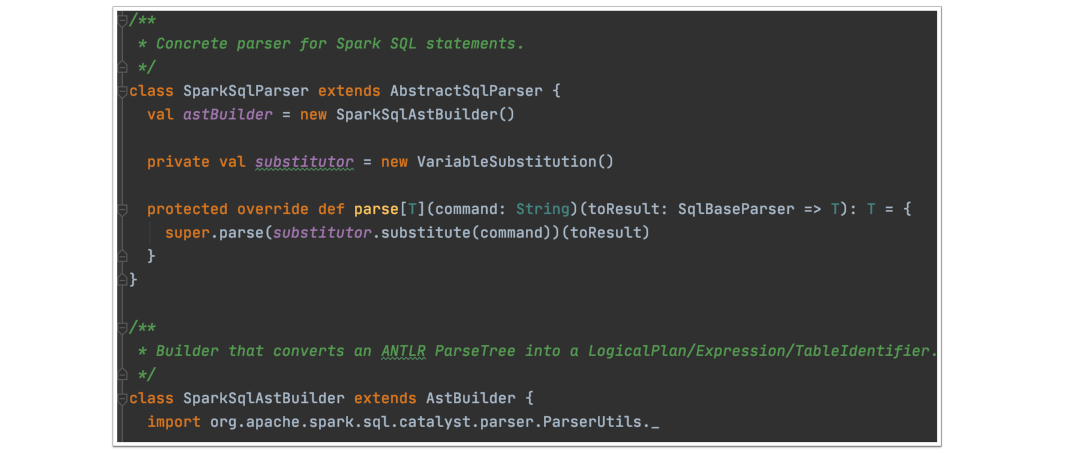 /**
 * Concrete parser for Spark SQL statements.
 */
class SparkSqlParser extends AbstractSqlParser {
  val astBuilder = new SparkSqlAstBuilder()
  private val substitutor = new VariableSubstitution()
  protected override def parse[T](command: String)(toResult: SqlBaseParser => T): T = {
    super.parse(substitutor.substitute(command))(toResult)
  }
}
/**
 * Builder that converts an ANTLR ParseTree into a LogicalPlan/Expression/TableIdentifier.
 */
class SparkSqlAstBuilder extends AstBuilder {
  import org.apache.spark.sql.catalyst.parser.ParserUtils._